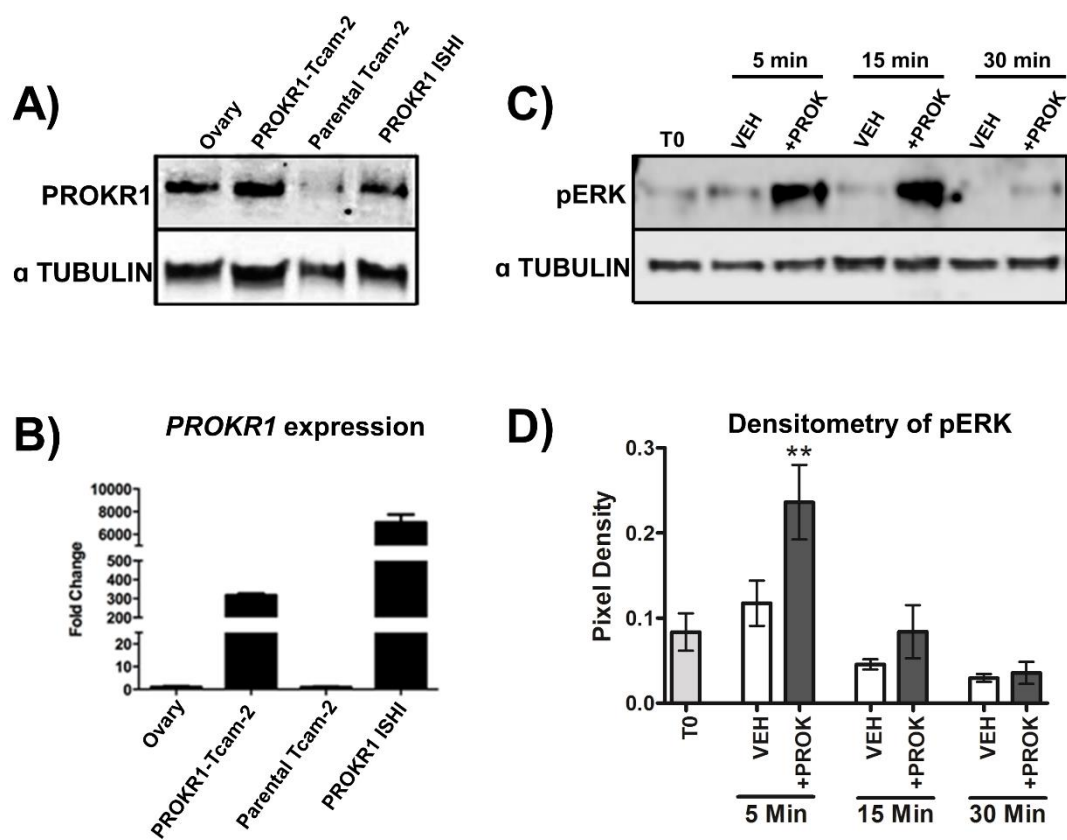 A)
Ovary
PROKR1-Tcam-2
Parental Tcam-2
PROKR1 ISHI
PROKR1
α TUBULIN
C)
5 min 15 min 30 min
T0 VEH +PROK VEH +PROK VEH +PROK
pERK
α TUBULIN
B)
PROKR1 expression
Fold Change
10000
8000
6000
500
400
300
200
20
10
0
Ovary
PROKR1-Tcam-2
Parental Tcam-2
PROKR1 ISHI
D)
Densitometry of pERK
Pixel Density
0.3
0.2
0.1
0.0
**
T0 VEH +PROK VEH +PROK VEH +PROK
5 Min 15 Min 30 Min